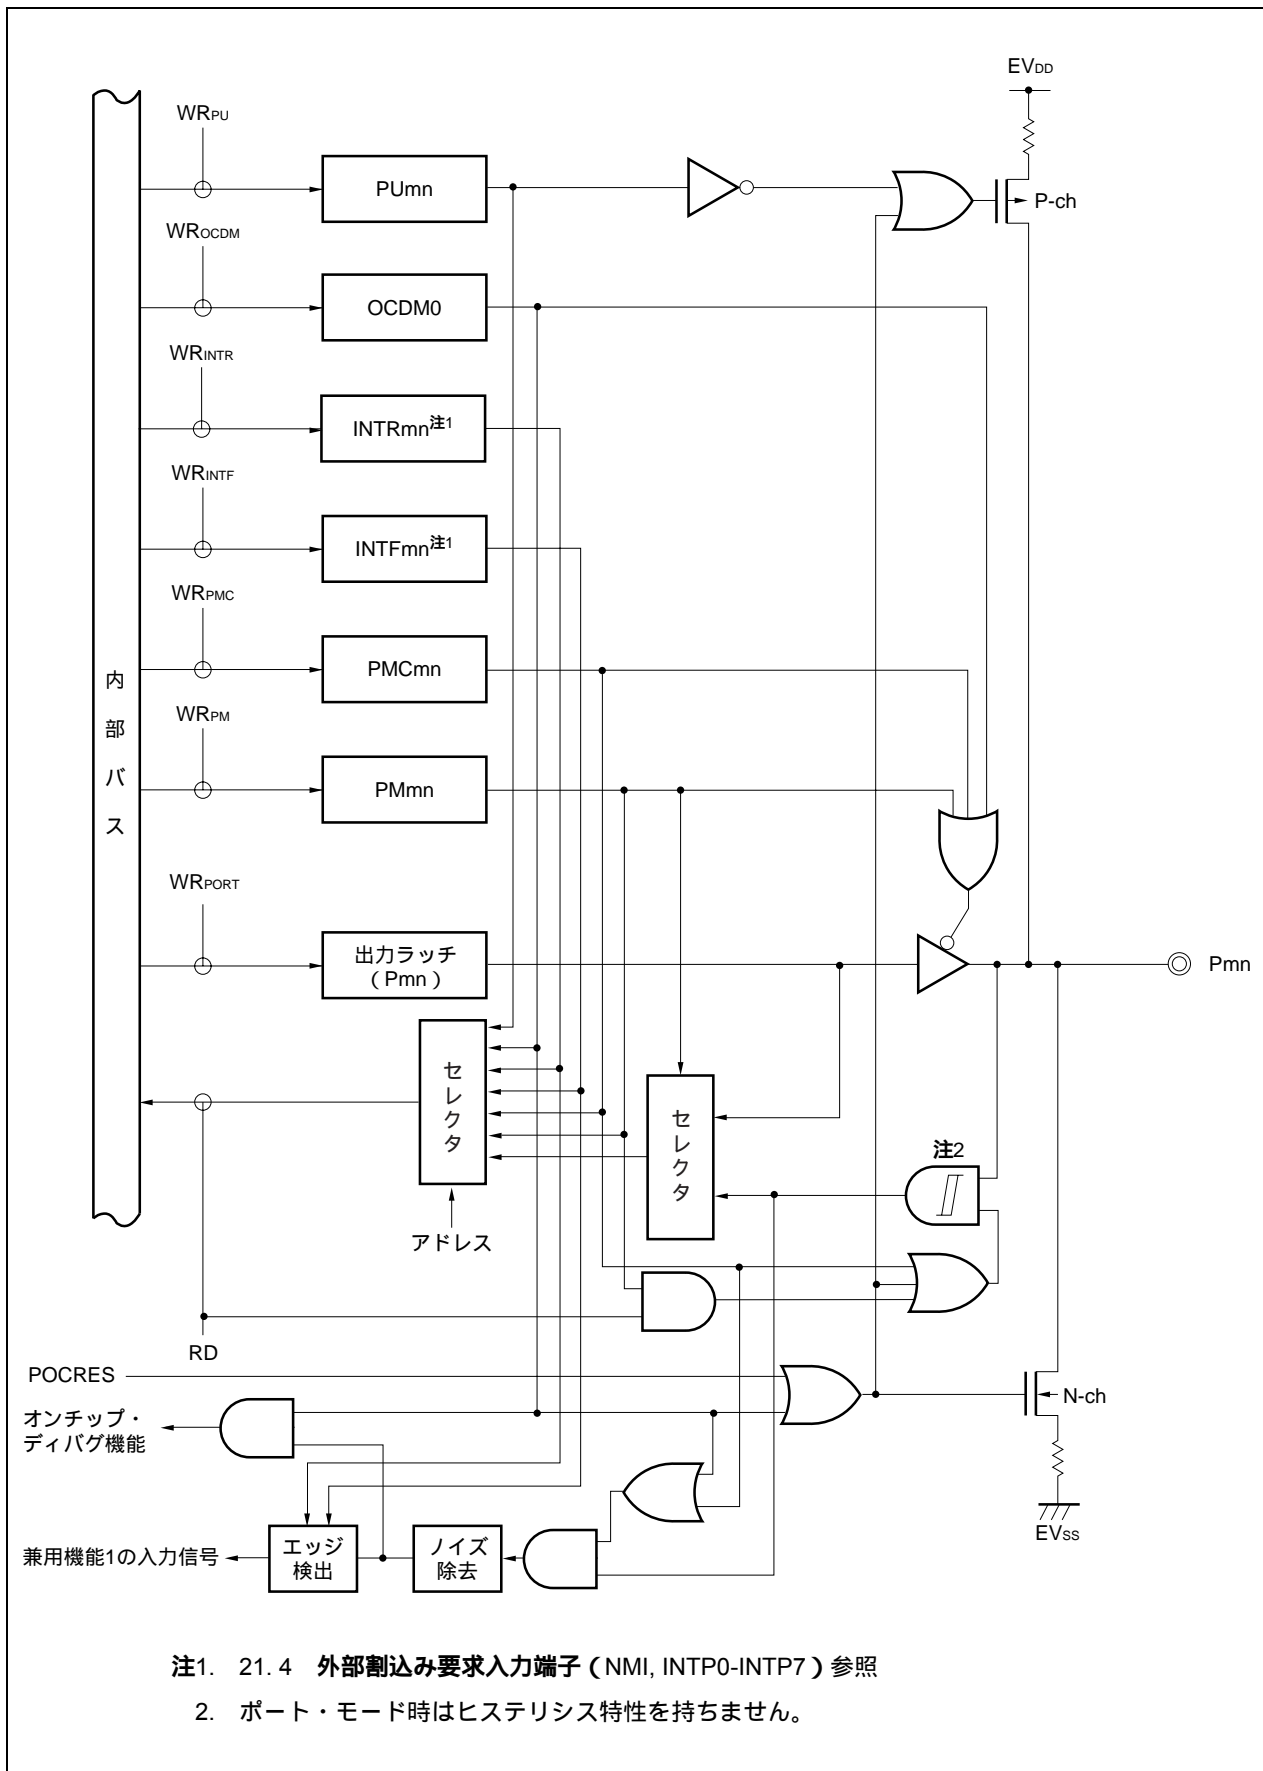 EVDD
WRPU
PUmn
P-ch
WROCDM
OCDM0
WRINTR
INTRmn注1
WRINTF
INTFmn注1
WRPMC
PMCmn
内部バス
WRPM
PMmn
WRPORT
出力ラッチ
（Pmn）
Pmn
セレクタ
セレクタ
注2
アドレス
RD
POCRES
N-ch
オンチップ・
ディバグ機能
EVSS
兼用機能1の入力信号
エッジ
検出
ノイズ
除去
注1. 21. 4 外部割込み要求入力端子（NMI, INTP0-INTP7）参照
2. ポート・モード時はヒステリシス特性を持ちません。